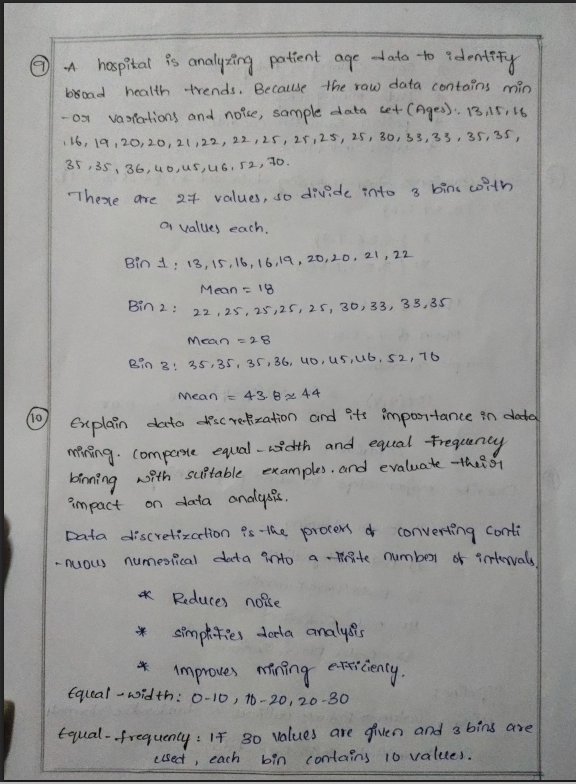 9 A hospital is analyzing patient age data to identify
broad health trends. Because the raw data contains min
-or variations and noise, sample data set (Ages): 13,15,16
,16, 19, 20, 20, 21, 22, 22, 25, 25, 25, 25, 30, 33, 33, 35, 35,
35, 35, 36, 40, 45, 46, 52, 70.
There are 27 values, so divide into 3 bins with
9 values each.
Bin 1: 13, 15, 16, 16, 19, 20, 20, 21, 22
Mean = 18
Bin 2: 22, 25, 25, 25, 25, 30, 33, 33, 35
Mean = 28
Bin 3: 35, 35, 35, 36, 40, 45, 46, 52, 70
Mean = 43.8 ≈ 44
10 Explain data discretization and its importance in data
mining. Compare equal-width and equal frequency
binning with suitable examples. and evaluate their
impact on data analysis.
Data discretization is the process of converting conti
-nuous numerical data into a finite number of intervals.
* Reduces noise
* simplifies data analysis
* improves mining efficiency.
Equal-width: 0-10, 10-20, 20-30
Equal-frequency: If 30 values are given and 3 bins are
used, each bin contains 10 values.